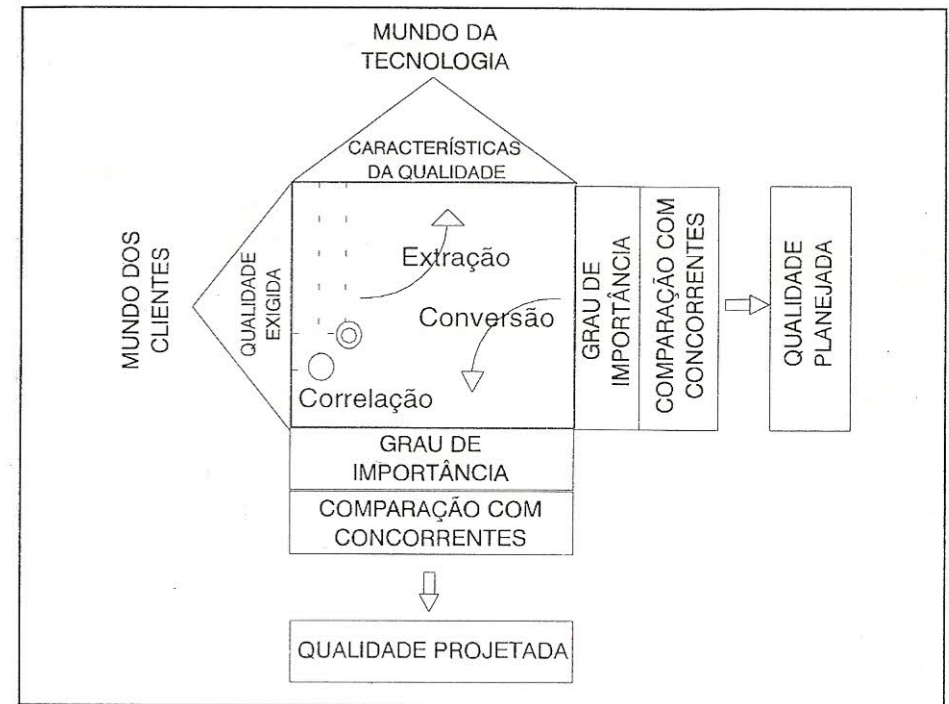 MUNDO DA
TECNOLOGIA
CARACTERÍSTICAS
DA QUALIDADE
MUNDO DOS
CLIENTES
QUALIDADE
EXIGIDA
Extração
Conversão
Correlação
GRAU DE
IMPORTÂNCIA
COMPARAÇÃO COM
CONCORRENTES
QUALIDADE
PLANEJADA
GRAU DE
IMPORTÂNCIA
COMPARAÇÃO COM
CONCORRENTES
QUALIDADE PROJETADA